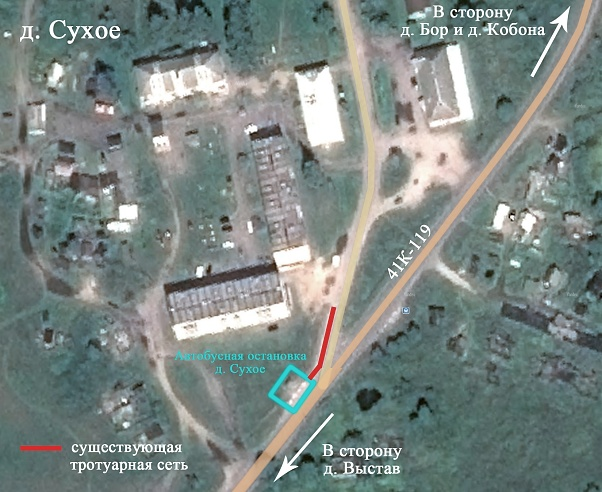 д. Сухое
В сторону
д. Бор и д. Кобона
41К-119
Автобусная остановка
д. Сухое
существующая
тротуарная сеть
В сторону
д. Выстав